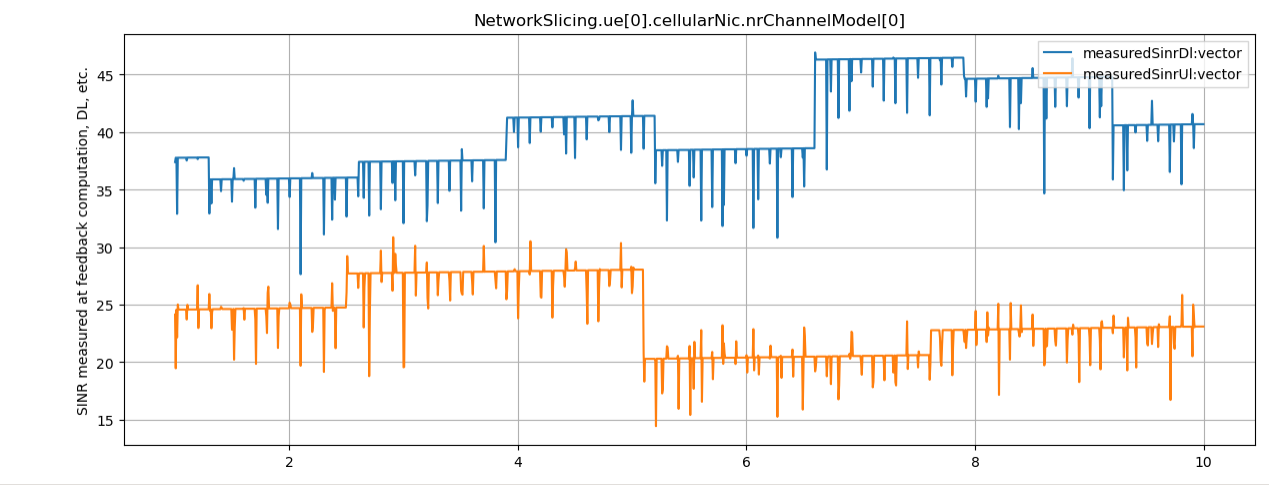 NetworkSlicing.ue[0].cellularNic.nrChannelModel[0]
measuredSinrDl:vector
measuredSinrUl:vector
SINR measured at feedback computation, DL, etc.
45
40
35
30
25
20
15
2 4 6 8 10